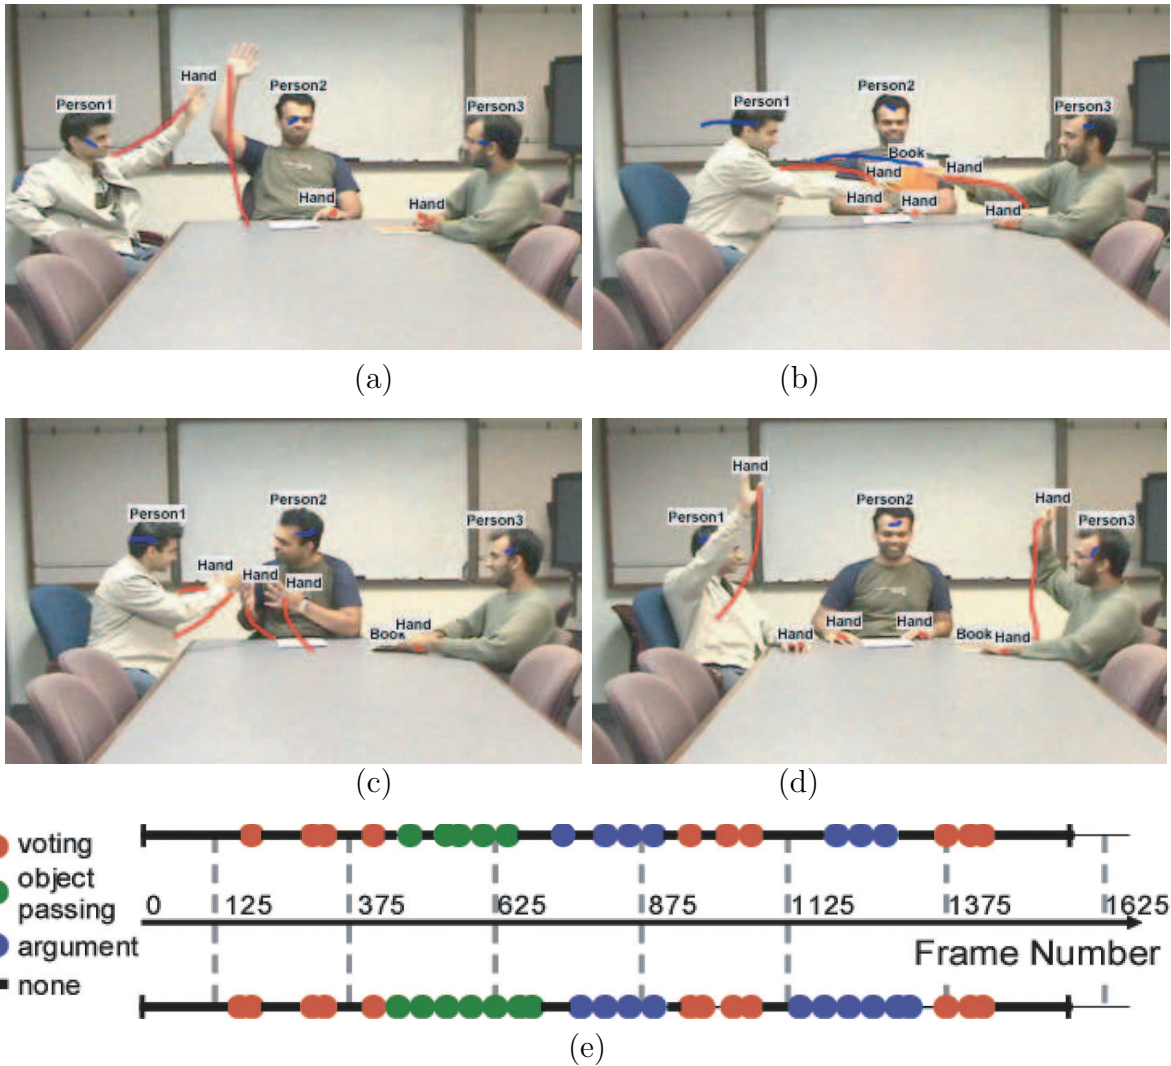 Hand
Person2
Person1
Person3
Hand
Hand
(a)
Person2
Person1
Person3
Book
Hand
Hand
Hand
Hand
Hand
(b)
Person2
Person1
Person3
Hand
Hand
Hand
Hand
Book
(c)
Hand
Person2
Hand
Person1
Person3
Hand
Hand
Hand
Book
Hand
(d)
voting
object
passing
argument
none
0 125 375 625 875 1125 1375 1625
Frame Number
(e)